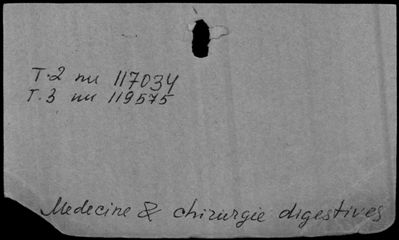 T.2 nu 117034
T.3 nu 119575
Medecine & chirurgie digestives